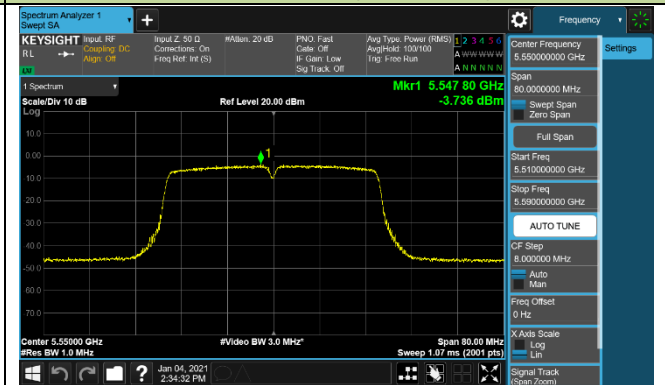 Spectrum Analyzer 1
Swept SA
Frequency
KEYSIGHT
RL
Input: RF
Coupling: DC
Align: Off
Input Z: 50 Ω
Corrections: On
Freq Ref: Int (S)
#Atten: 20 dB
PNO: Fast
Gate: Off
IF Gain: Low
Sig Track: Off
Avg Type: Power (RMS)
Avg|Hold: 100/100
Trig: Free Run
1 2 3 4 5 6
A W W W W W
A N N N N N
LW
1 Spectrum
Scale/Div 10 dB
Log
Ref Level 20.00 dBm
Mkr1 5.547 80 GHz
-3.736 dBm
10.0
0.00
1
-10.0
-20.0
-30.0
-40.0
-50.0
-60.0
-70.0
Center 5.55000 GHz
#Res BW 1.0 MHz
#Video BW 3.0 MHz*
Span 80.00 MHz
Sweep 1.07 ms (2001 pts)
Jan 04, 2021
2:34:32 PM
Settings
Center Frequency
5.550000000 GHz
Span
80.0000000 MHz
Swept Span
Zero Span
Full Span
Start Freq
5.510000000 GHz
Stop Freq
5.590000000 GHz
AUTO TUNE
CF Step
8.000000 MHz
Auto
Man
Freq Offset
0 Hz
X Axis Scale
Log
Lin
Signal Track
(Span Zoom)